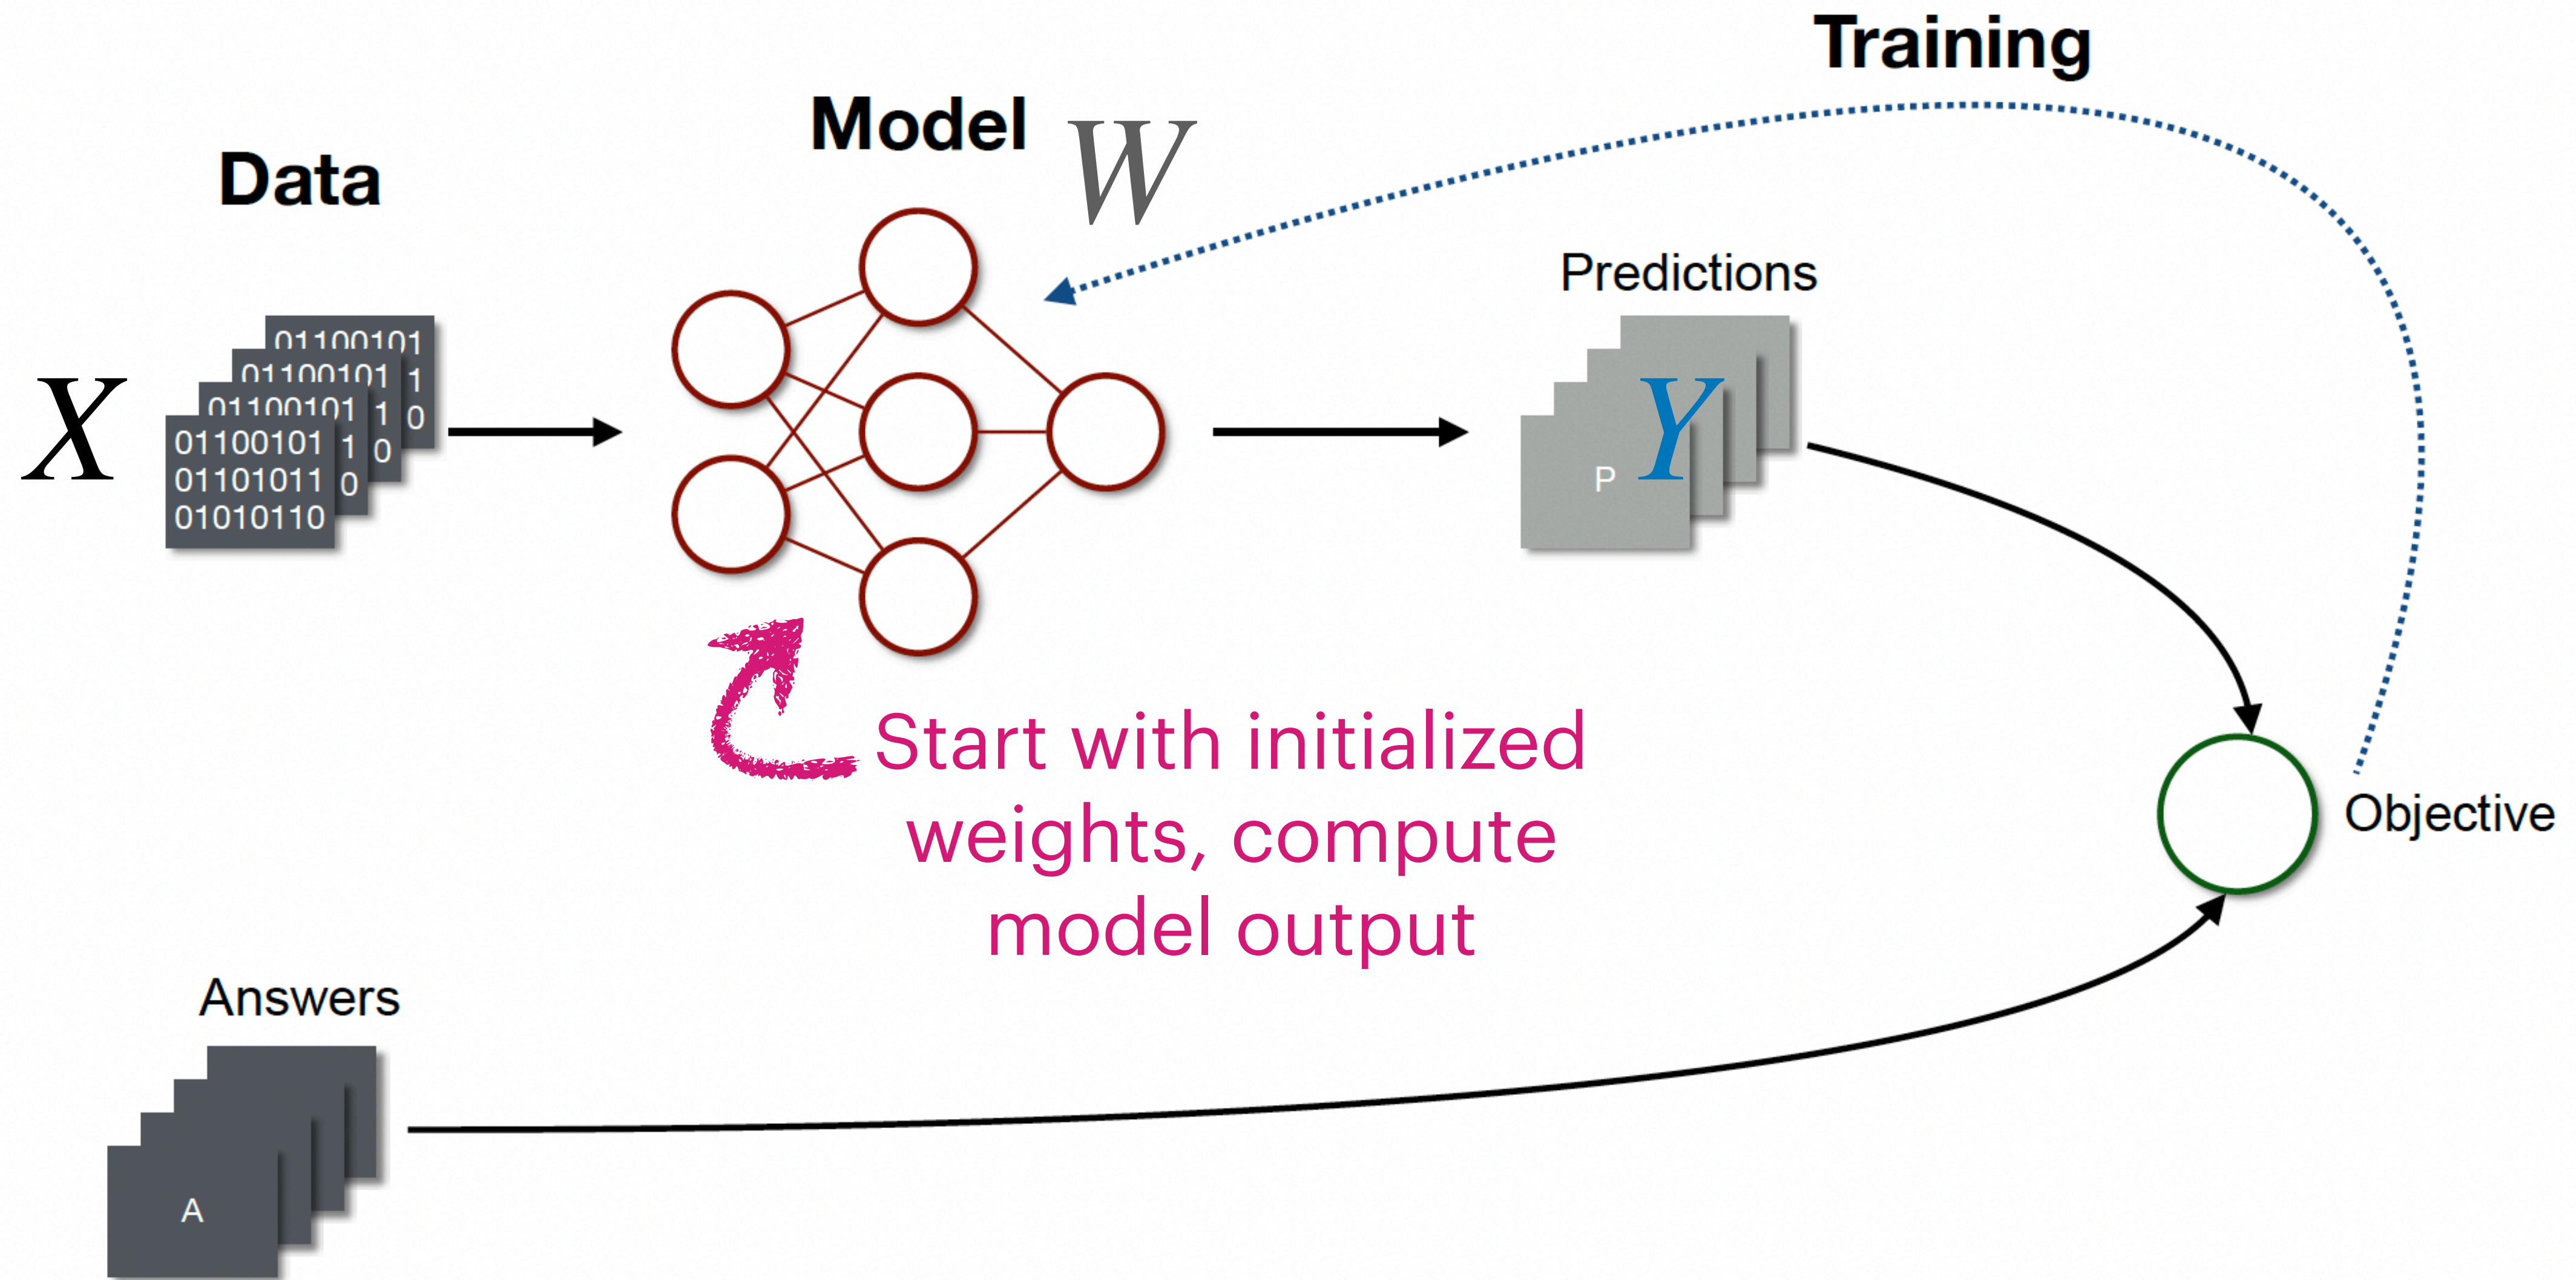 Training
Model W
Data
Predictions
X
01100101
01100101 1
01100101 1 0
01100101 1 0
01101011 0
01010110
P
Y
Start with initialized
weights, compute
model output
Objective
Answers
A